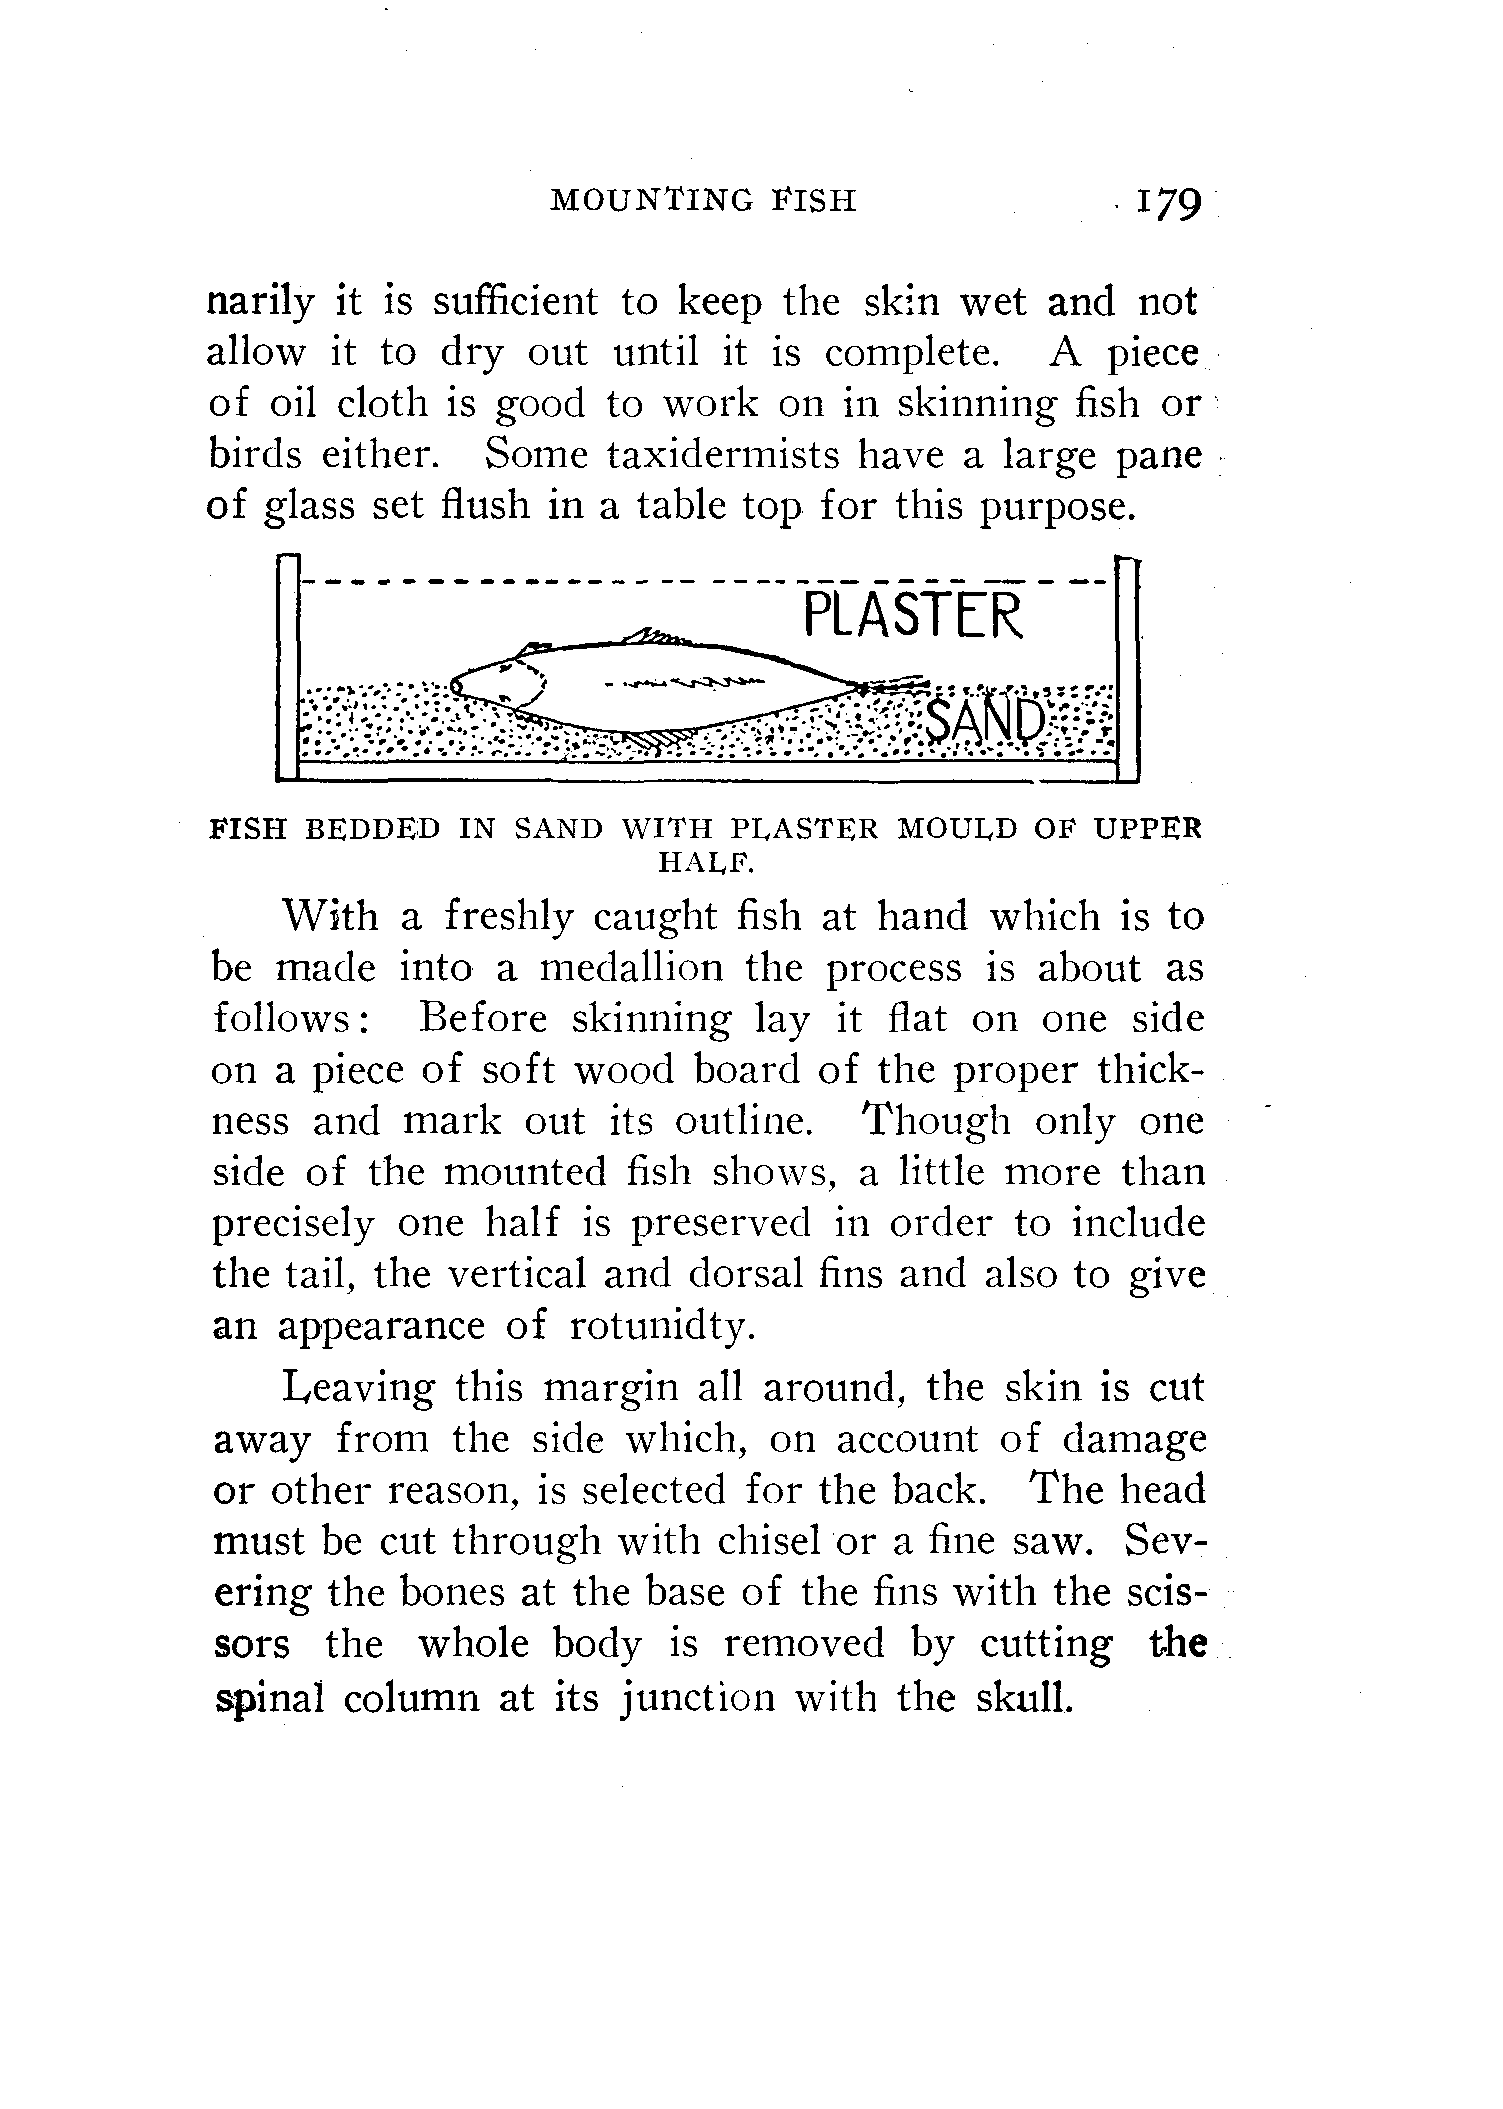 MOUNTING FISH 179
narily it is sufficient to keep the skin wet and not
allow it to dry out until it is complete. A piece
of oil cloth is good to work on in skinning fish or
birds either. Some taxidermists have a large pane
of glass set flush in a table top for this purpose.
PLASTER
SAND
FISH BEDDED IN SAND WITH PLASTER MOULD OF UPPER
HALF.
With a freshly caught fish at hand which is to
be made into a medallion the process is about as
follows: Before skinning lay it flat on one side
on a piece of soft wood board of the proper thick-
ness and mark out its outline. Though only one
side of the mounted fish shows, a little more than
precisely one half is preserved in order to include
the tail, the vertical and dorsal fins and also to give
an appearance of rotunidty.
Leaving this margin all around, the skin is cut
away from the side which, on account of damage
or other reason, is selected for the back. The head
must be cut through with chisel or a fine saw. Sev-
ering the bones at the base of the fins with the scis-
sors the whole body is removed by cutting the
spinal column at its junction with the skull.